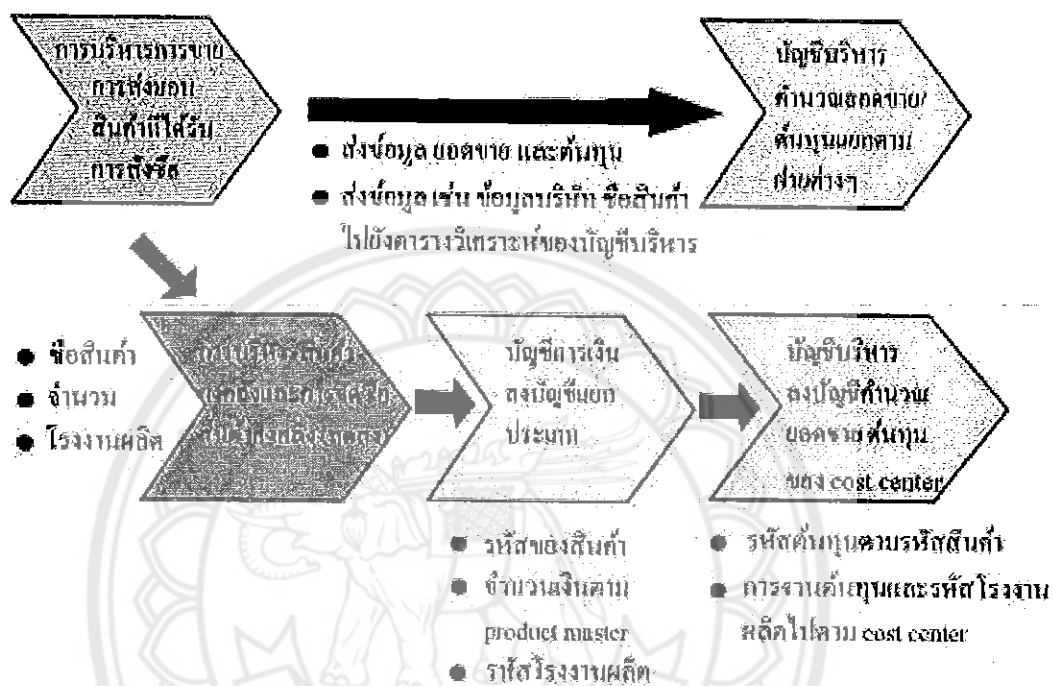 การบริหารการขาย
การส่งมอบ
สินค้าที่ได้รับ
การสั่งซื้อ
● ส่งข้อมูล ยอดขาย และต้นทุน
● ส่งข้อมูล เช่น ข้อมูลบริษัท ชื่อสินค้า
ไปยังตารางวิเคราะห์ของบัญชีบริหาร
บัญชีบริหาร
คำนวณยอดขาย/
ต้นทุนแยกตาม
ฝ่ายต่างๆ
● ชื่อสินค้า
● จำนวน
● โรงงานผลิต
บัญชีการเงิน
ลงบัญชีแยก
ประเภท
บัญชีบริหาร
ลงบัญชีคำนวณ
ยอดขาย ต้นทุน
ของ cost center
● รหัสของสินค้า
● จำนวนเงินตาม
product master
● รหัสโรงงานผลิต
● รหัสต้นทุนตามรหัสสินค้า
● การงานต้นทุนและรหัสโรงงาน
ผลิตไปตาม cost center